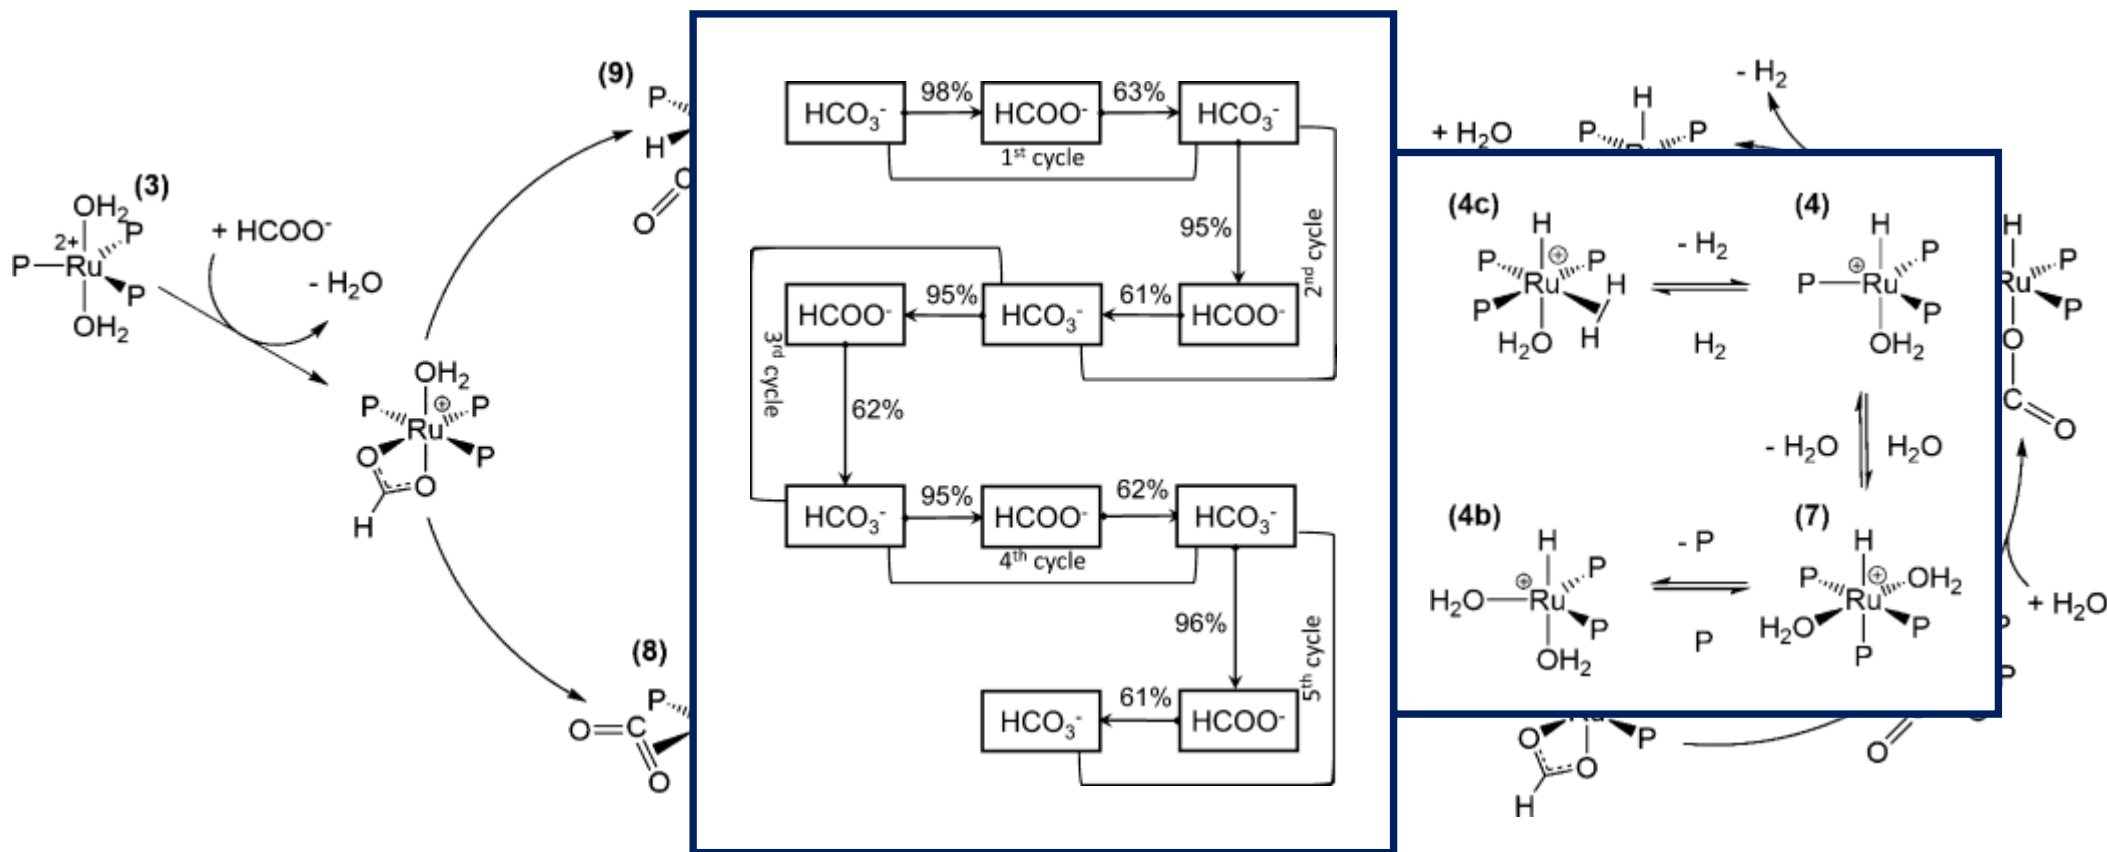 (3)
OH₂
2+
P
Ru
P
P
OH₂
+ HCOO⁻
- H₂O
OH₂
P
⊕
P
Ru
P
O
O
H
(9)
P
H
O
O
(8)
P
O
C
O
HCO₃⁻
98%
HCOO⁻
63%
HCO₃⁻
1st cycle
95%
2nd cycle
HCOO⁻
95%
HCO₃⁻
61%
HCOO⁻
3rd cycle
62%
HCO₃⁻
95%
HCOO⁻
62%
HCO₃⁻
4th cycle
96%
5th cycle
HCO₃⁻
61%
HCOO⁻
+ H₂O
H
P
P
- H₂
(4c)
H
⊕
P
P
Ru
P
H
H
H₂O
- H₂
H₂
(4)
H
⊕
P
P
Ru
P
OH₂
- H₂O
H₂O
(4b)
H
⊕
P
H₂O
Ru
P
OH₂
- P
P
(7)
H
P
⊕
OH₂
Ru
H₂O
P
P
H
P
Ru
P
O
C
O
+ H₂O
P
O
O
H
O